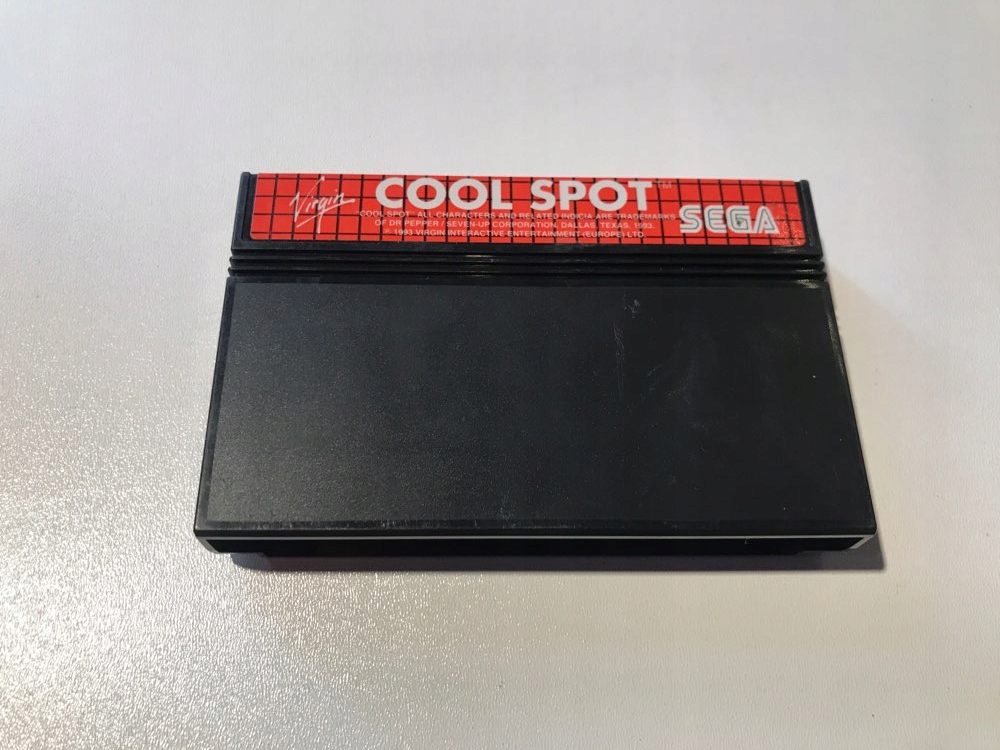 Virgin
COOL SPOT™
COOL SPOT ALL CHARACTERS AND RELATED INDICIA ARE TRADEMARKS
OF DR PEPPER / SEVEN-UP CORPORATION, DALLAS, TEXAS, 1993.
© 1993 VIRGIN INTERACTIVE ENTERTAINMENT (EUROPE) LTD
SEGA